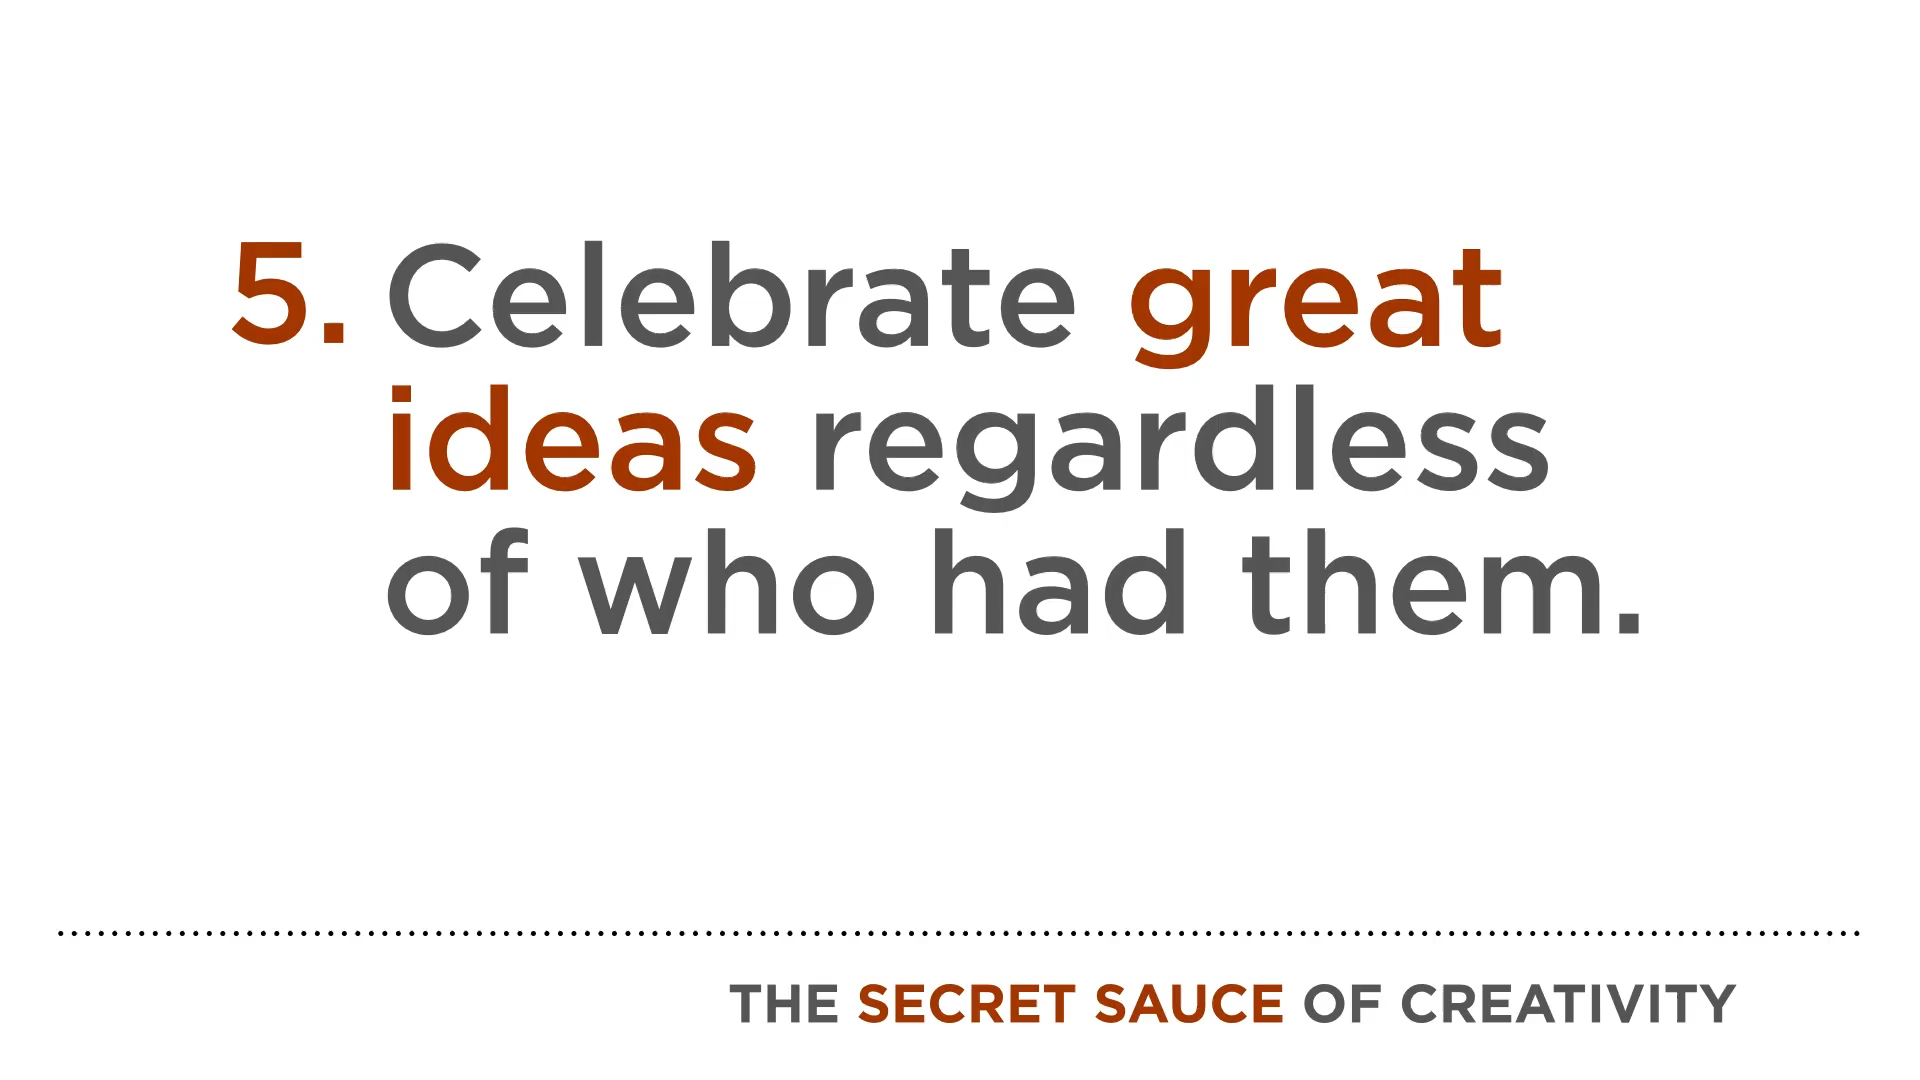 5. Celebrate great
ideas regardless
of who had them.
THE SECRET SAUCE OF CREATIVITY